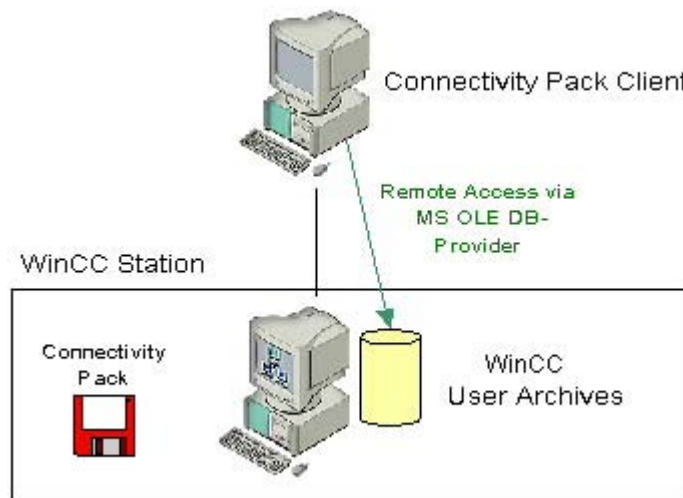 Connectivity Pack Client
Remote Access via
MS OLE DB-
Provider
WinCC Station
Connectivity
Pack
WinCC
User Archives